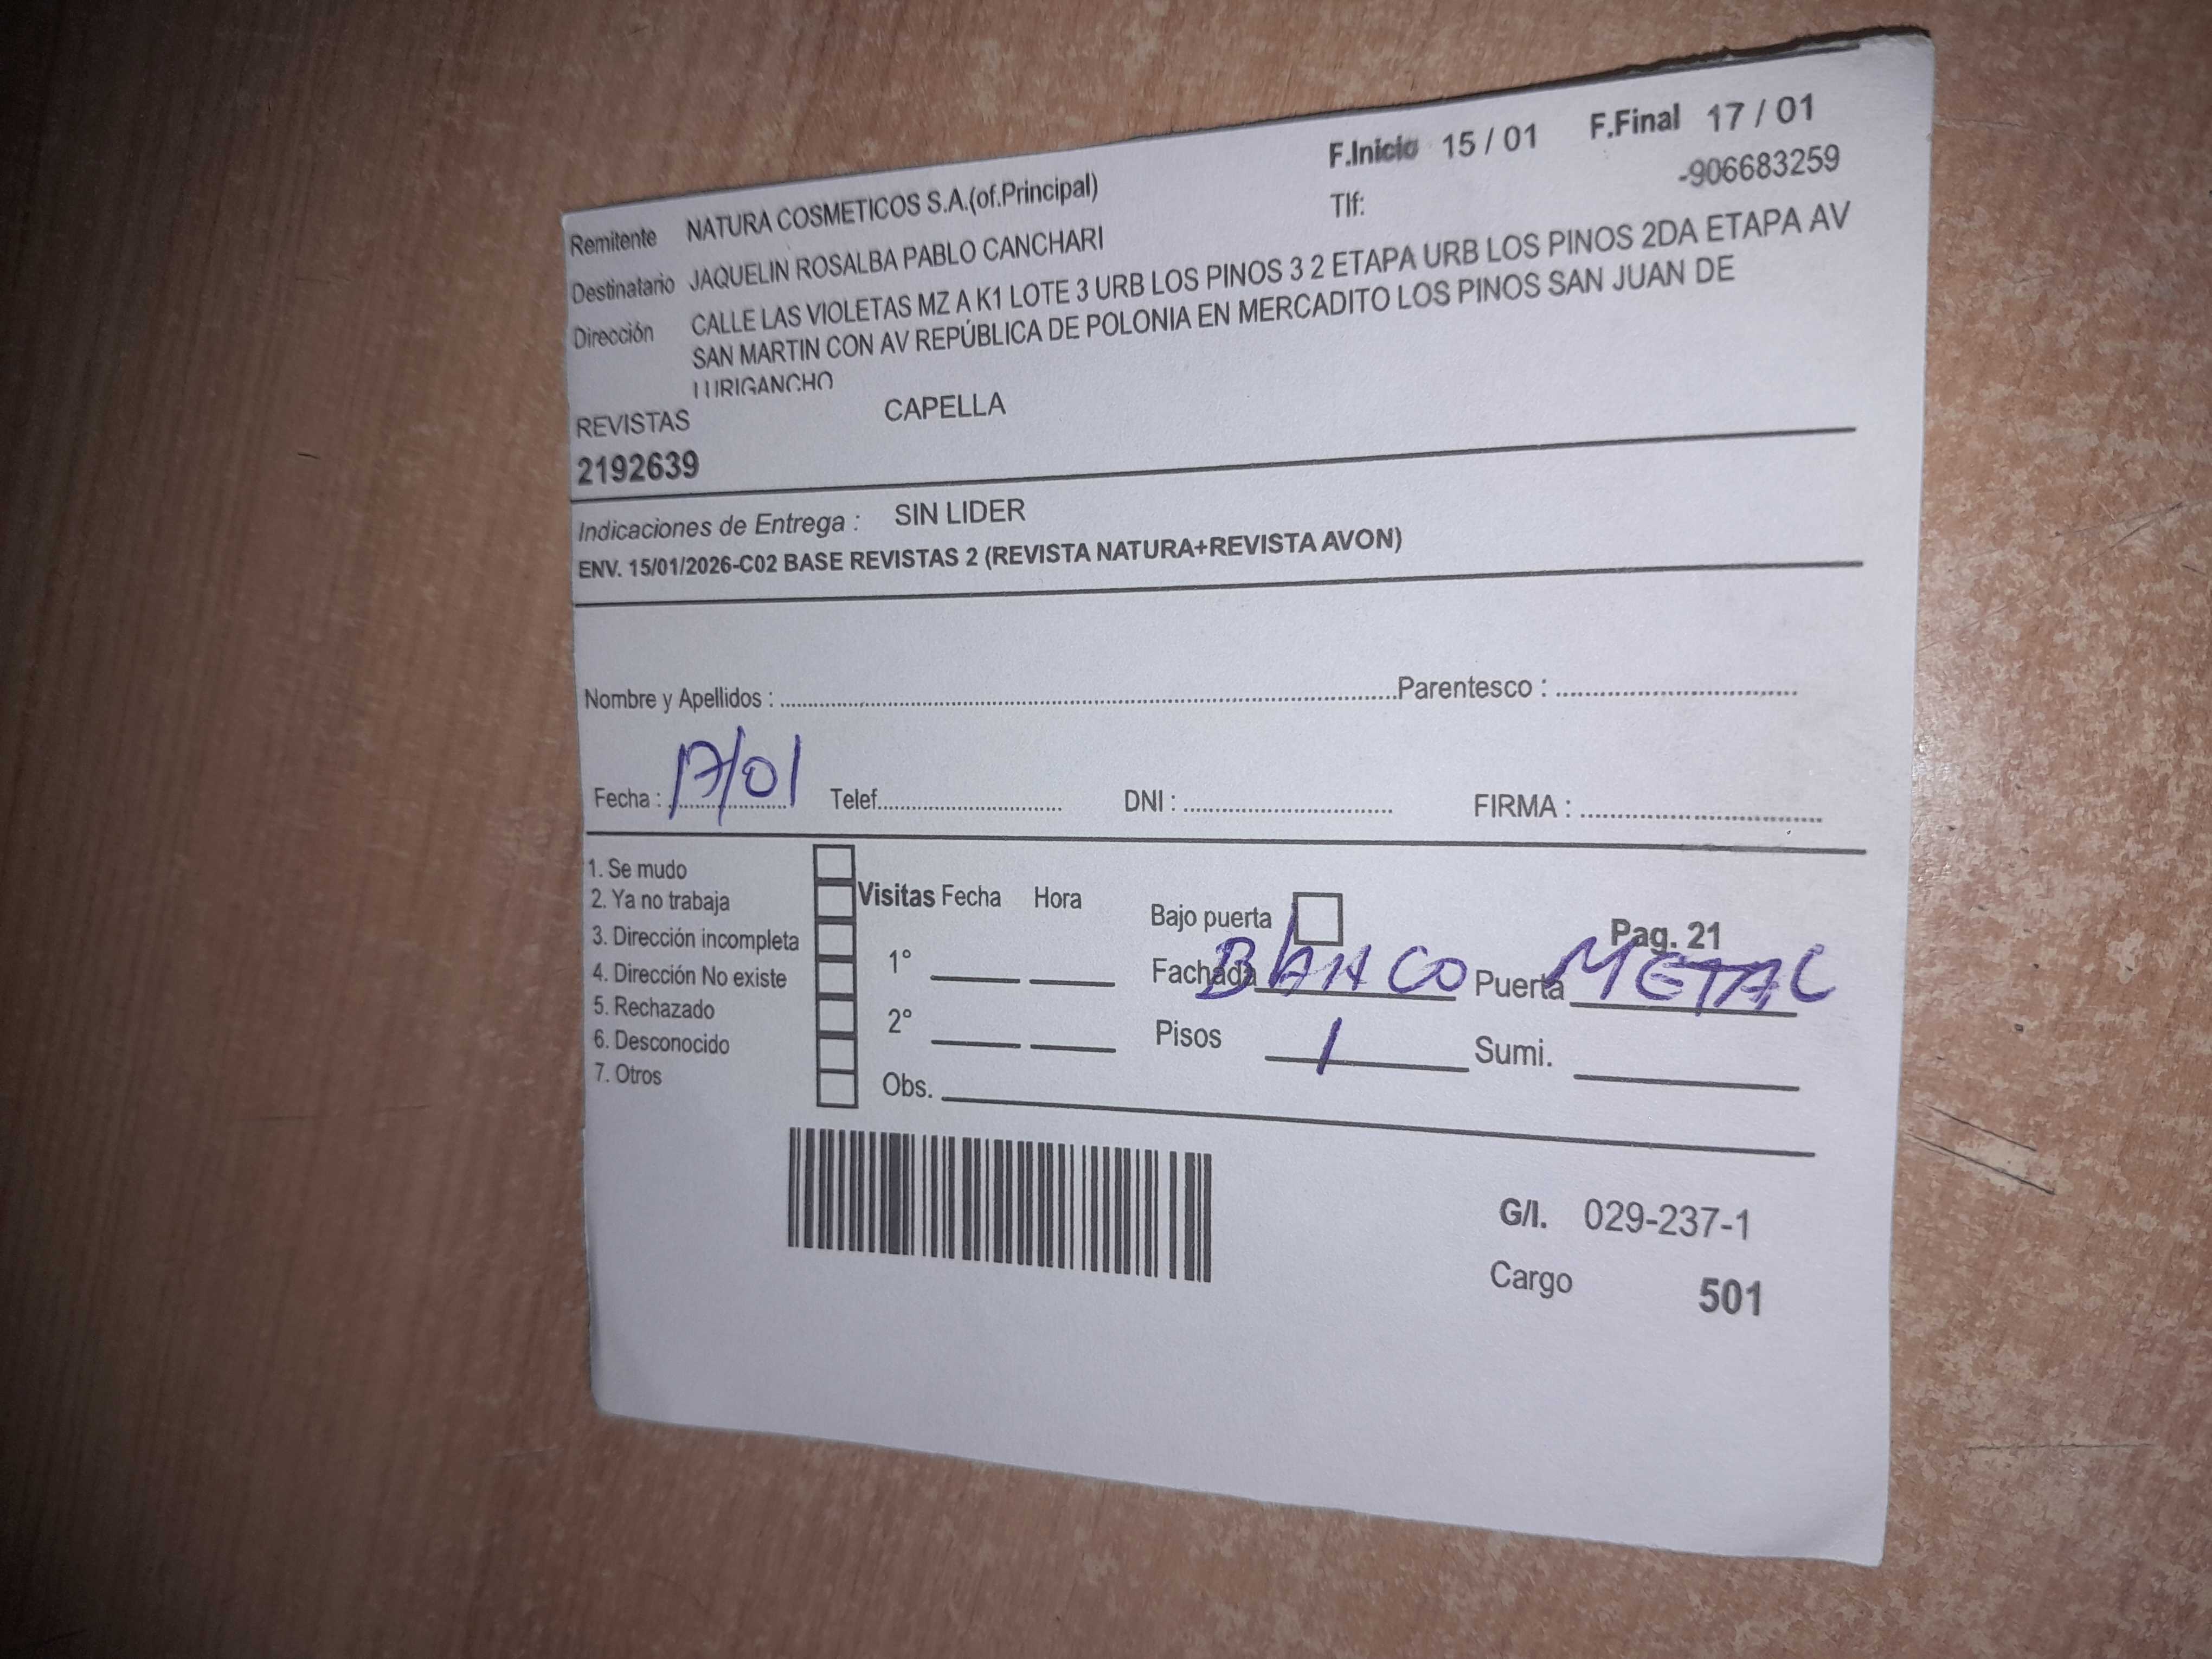 F.Inicio 15 / 01 F.Final 17 / 01
Remitente NATURA COSMETICOS S.A.(of.Principal) Tlf: -906683259
Destinatario JAQUELIN ROSALBA PABLO CANCHARI
Dirección CALLE LAS VIOLETAS MZ A K1 LOTE 3 URB LOS PINOS 3 2 ETAPA URB LOS PINOS 2DA ETAPA AV
SAN MARTIN CON AV REPÚBLICA DE POLONIA EN MERCADITO LOS PINOS SAN JUAN DE
LURIGANCHO
REVISTAS CAPELLA
2192639
Indicaciones de Entrega : SIN LIDER
ENV. 15/01/2026-C02 BASE REVISTAS 2 (REVISTA NATURA+REVISTA AVON)
Nombre y Apellidos : Parentesco :
Fecha : 17/01 Telef. DNI : FIRMA :
1. Se mudo
2. Ya no trabaja
3. Dirección incompleta
4. Dirección No existe
5. Rechazado
6. Desconocido
7. Otros
Visitas Fecha Hora
1°
2°
Obs.
Bajo puerta Pag. 21
Fachada BLANCO Puerta METAL
Pisos 1 Sumi.
G/I. 029-237-1
Cargo 501